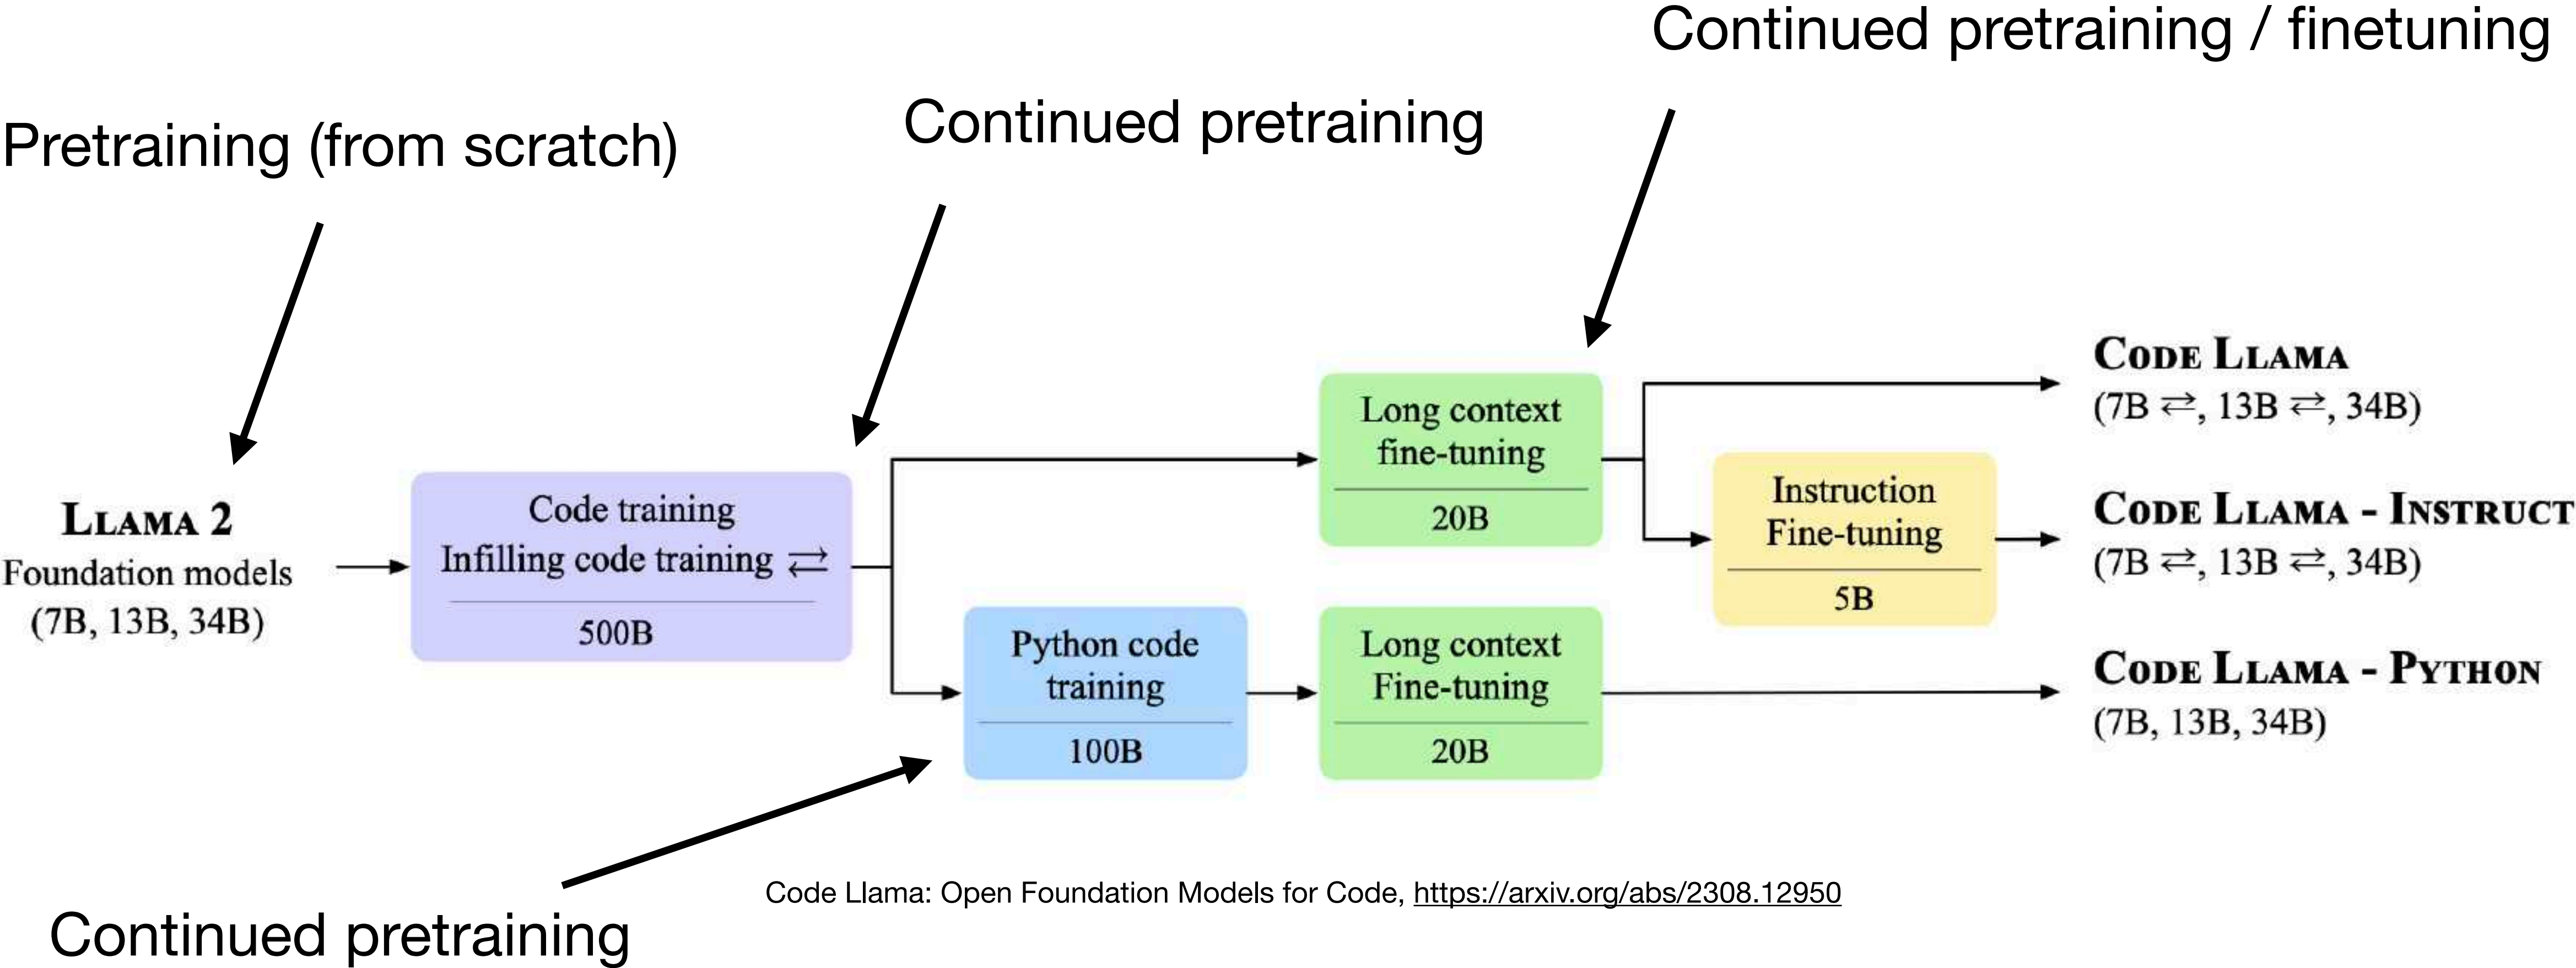 Continued pretraining / finetuning
Continued pretraining
Pretraining (from scratch)
LLAMA 2
Foundation models
(7B, 13B, 34B)
Code training
Infilling code training ⇄
500B
Long context
fine-tuning
20B
Python code
training
100B
Long context
Fine-tuning
20B
Instruction
Fine-tuning
5B
CODE LLAMA
(7B ⇄, 13B ⇄, 34B)
CODE LLAMA - INSTRUCT
(7B ⇄, 13B ⇄, 34B)
CODE LLAMA - PYTHON
(7B, 13B, 34B)
Code Llama: Open Foundation Models for Code, https://arxiv.org/abs/2308.12950
Continued pretraining